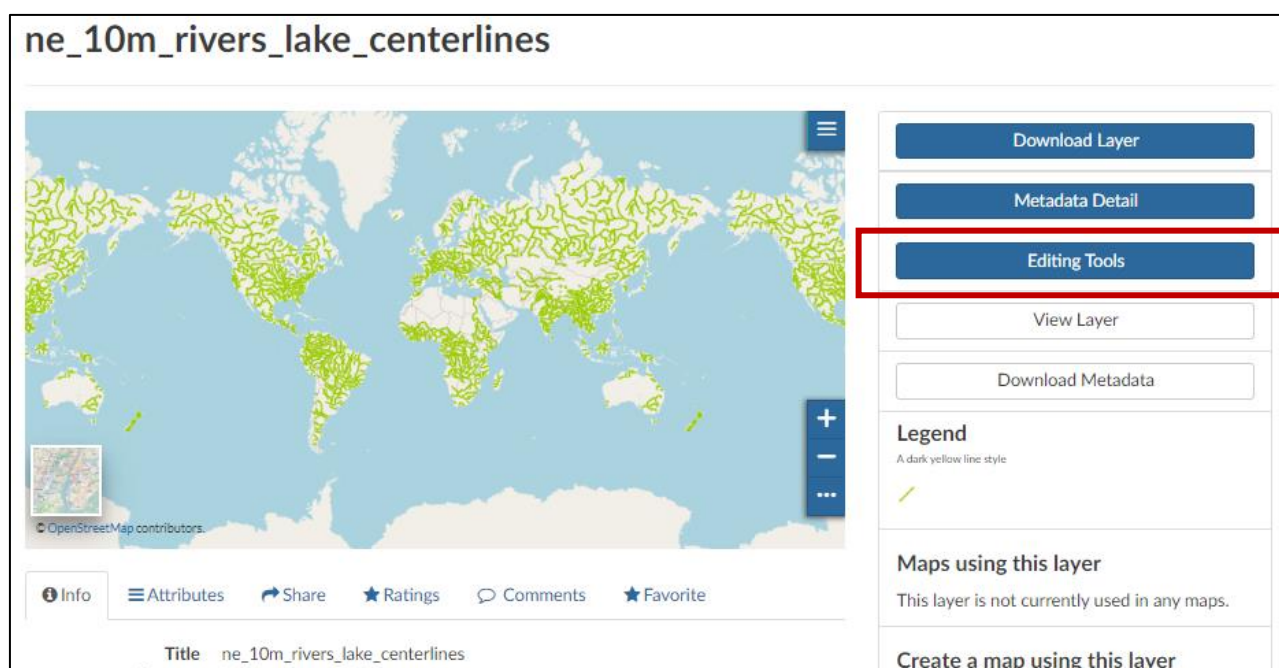 ne_10m_rivers_lake_centerlines
© OpenStreetMap contributors.
Info Attributes Share Ratings Comments Favorite
Title ne_10m_rivers_lake_centerlines
Download Layer
Metadata Detail
Editing Tools
View Layer
Download Metadata
Legend
A dark yellow line style
Maps using this layer
This layer is not currently used in any maps.
Create a map using this layer